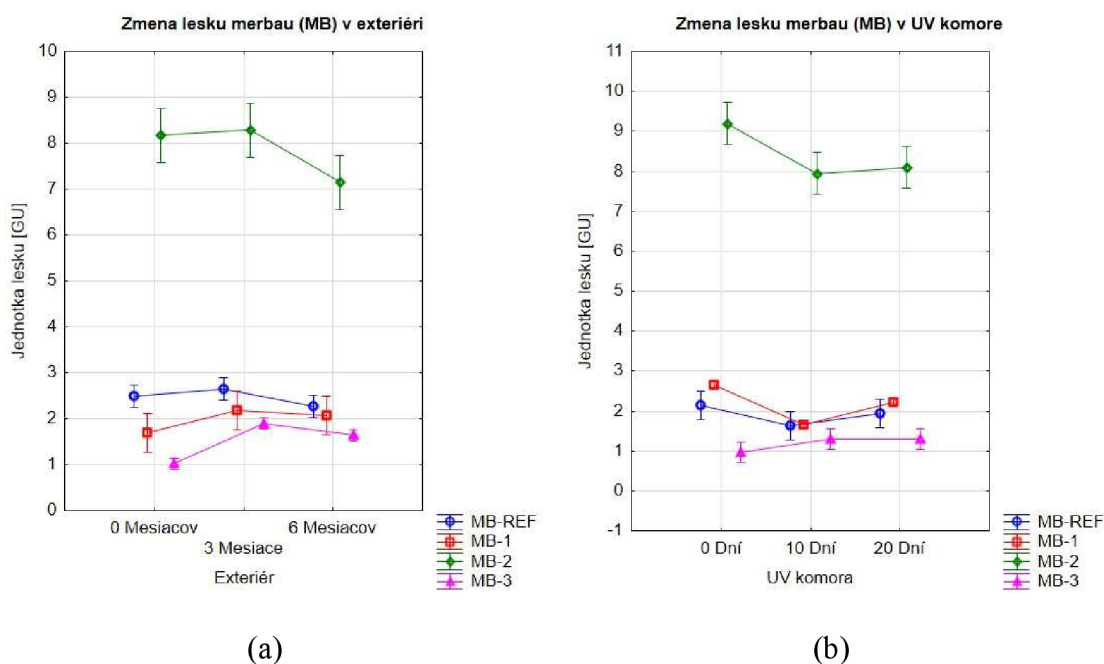 Zmena lesku merbau (MB) v exteriéri
Jednotka lesku [GU]
10
9
8
7
6
5
4
3
2
1
0
0 Mesiacov
3 Mesiace
6 Mesiacov
Exteriér
MB-REF
MB-1
MB-2
MB-3
(a)
Zmena lesku merbau (MB) v UV komore
Jednotka lesku [GU]
11
10
9
8
7
6
5
4
3
2
1
0
-1
0 Dní
10 Dní
20 Dní
UV komora
MB-REF
MB-1
MB-2
MB-3
(b)